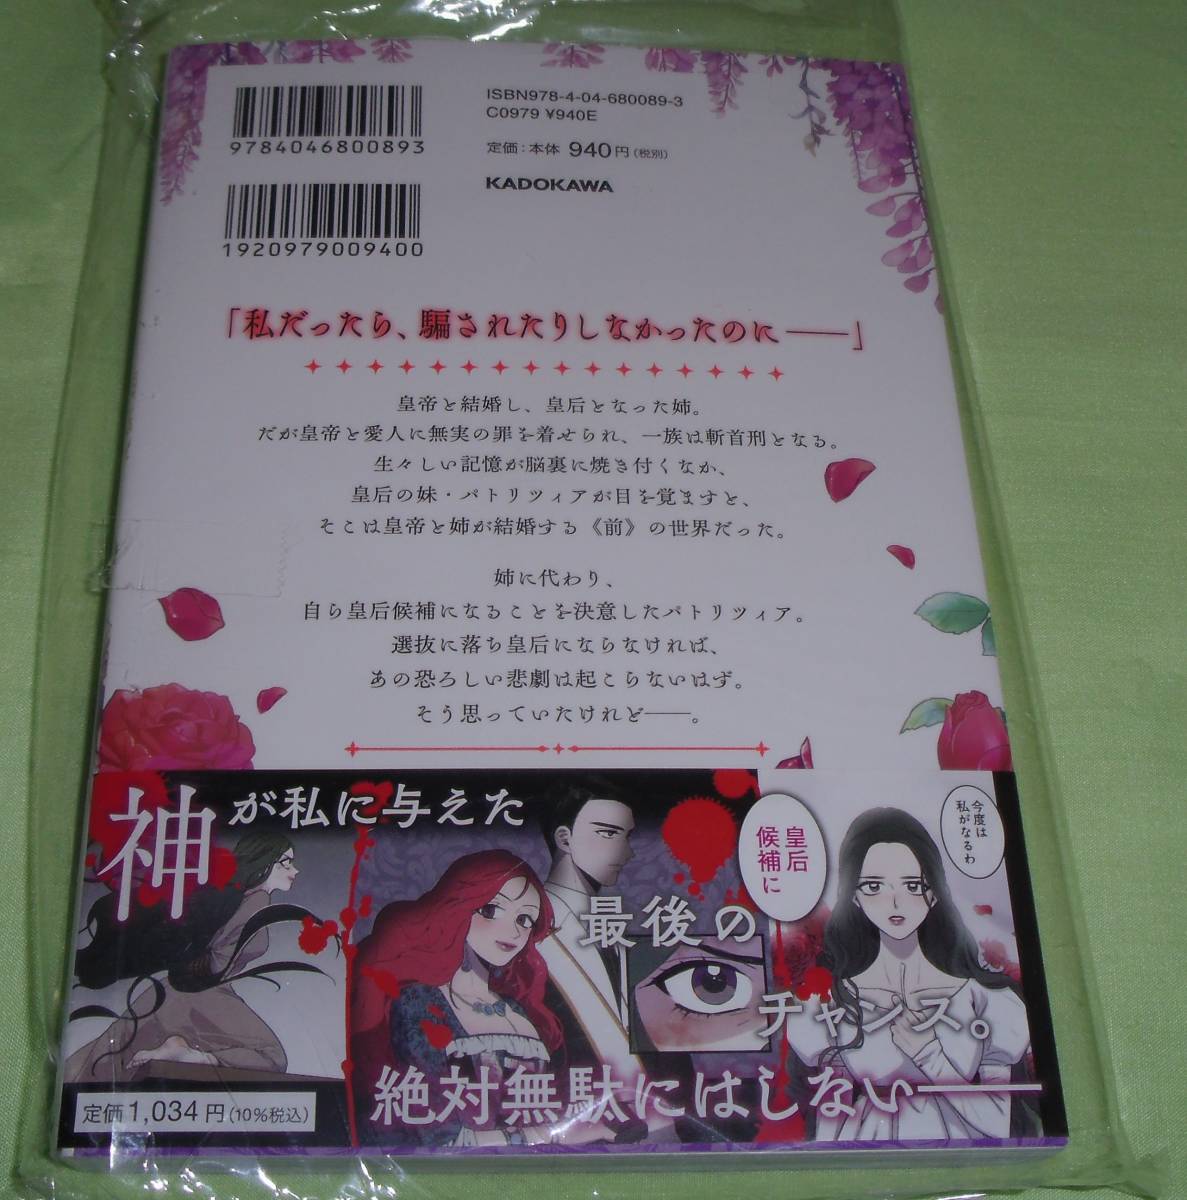 ISBN978-4-04-680089-3
C0979 ¥940E
定価：本体 940円（税別）
KADOKAWA
9784046800893
1920979009400
「私だったら、騙されたりしなかったのに――」
皇帝と結婚し、皇后となった姉。
だが皇帝と愛人に無実の罪を着せられ、一族は斬首刑となる。
生々しい記憶が脳裏に焼き付くなか、
皇后の妹・パトリツィアが目を覚ますと、
そこは皇帝と姉が結婚する《前》の世界だった。
姉に代わり、
自ら皇后候補になることを決意したパトリツィア。
選抜に落ち皇后にならなければ、
あの恐ろしい悲劇は起こらないはず。
そう思っていたけれど――。
神が私に与えた
最後の
チャンス。
絶対無駄にはしない――
今度は
私がなるわ
皇后
候補に
定価 1,034 円（10%税込）